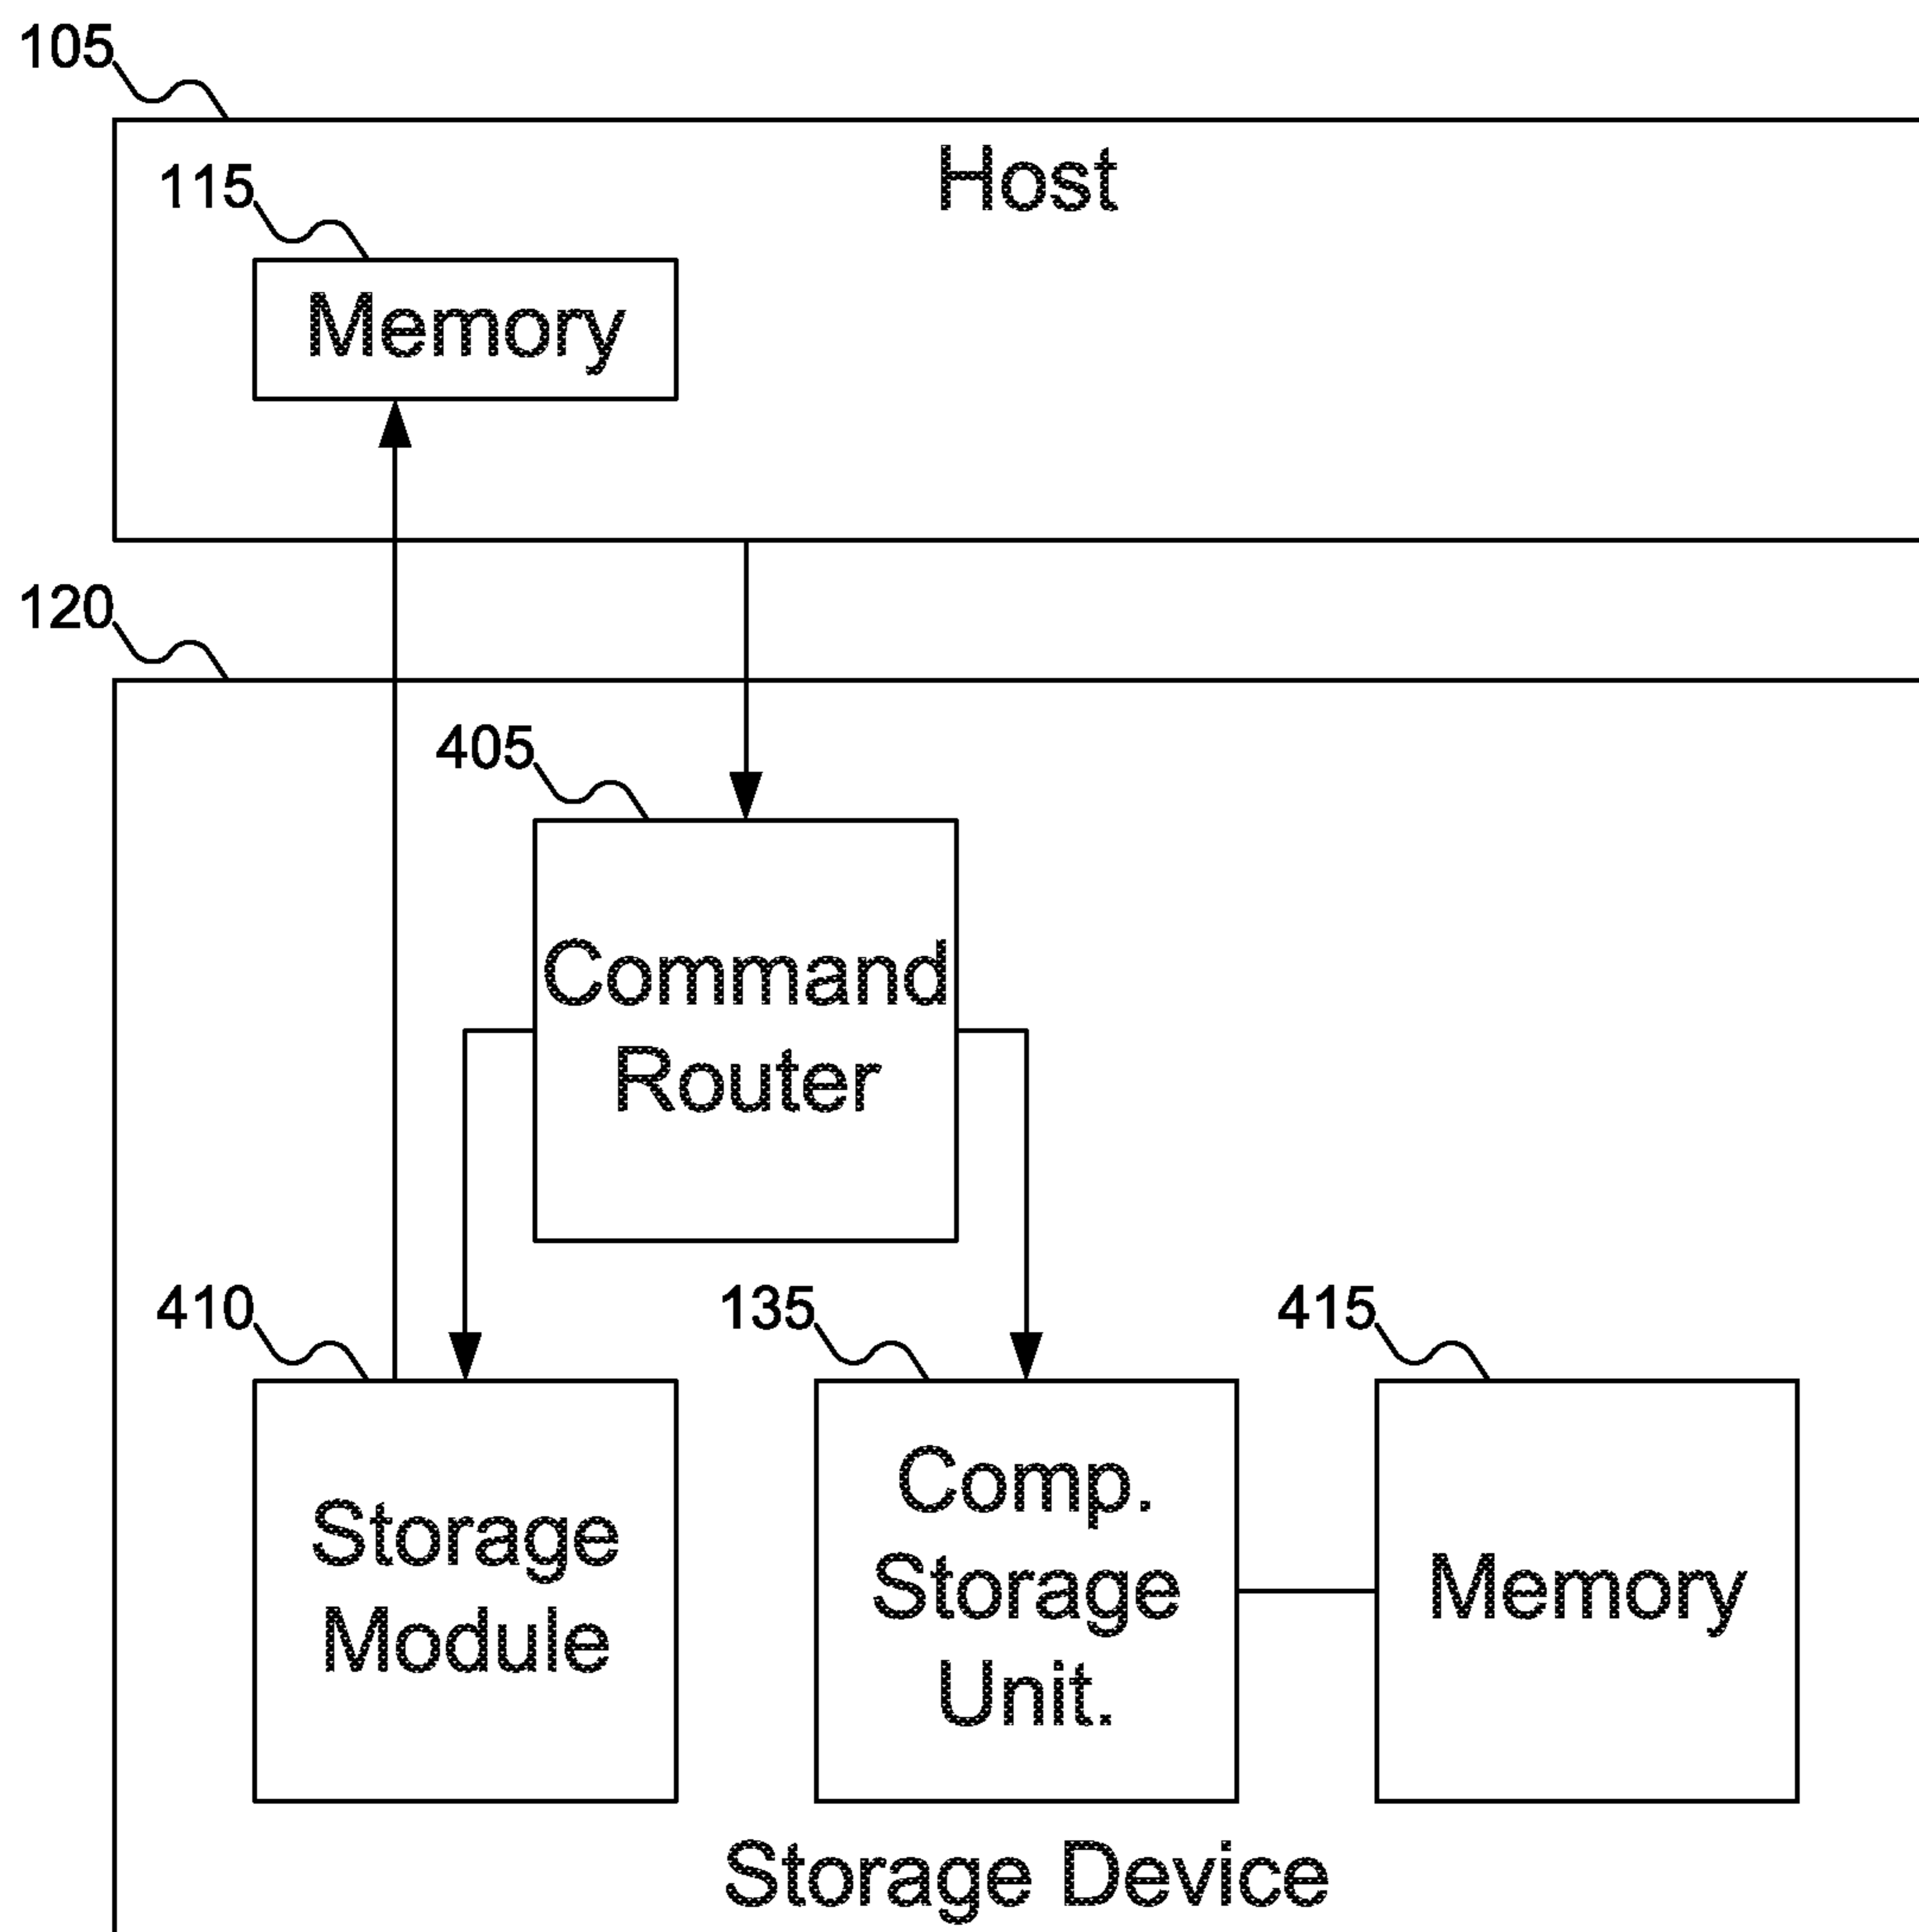 105
Host
115
Memory
120
405
Command
Router
410
135
415
Storage
Module
Comp.
Storage
Unit.
Memory
Storage Device